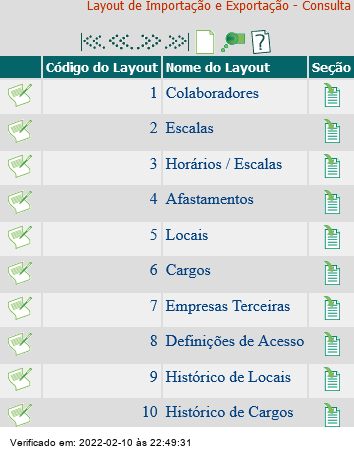 Layout de Importação e Exportação - Consulta
Código do Layout Nome do Layout Seção
1 Colaboradores
2 Escalas
3 Horários / Escalas
4 Afastamentos
5 Locais
6 Cargos
7 Empresas Terceiras
8 Definições de Acesso
9 Histórico de Locais
10 Histórico de Cargos
Verificado em: 2022-02-10 às 22:49:31